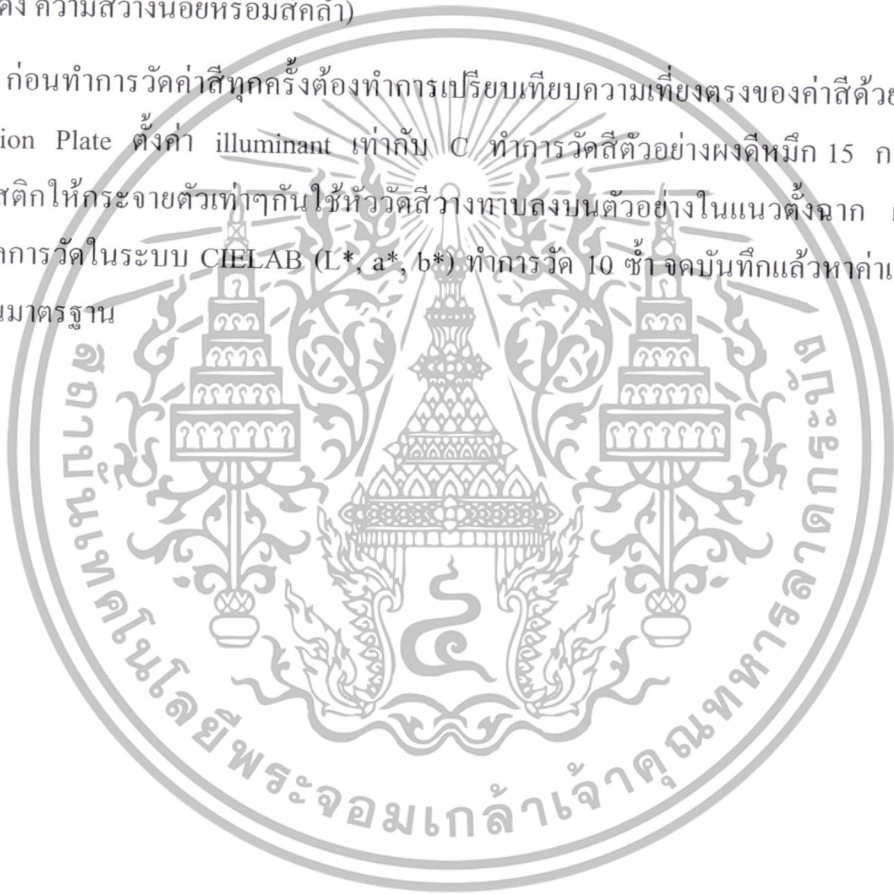 ความสว่างน้อยหรือมีสีคล้ำ)
ก่อนทำการวัดค่าสีทุกครั้งต้องทำการเปรียบเทียบความเที่ยงตรงของค่าสีด้วย
ion Plate ตั้งค่า illuminant เท่ากับ C ทำการวัดสีตัวอย่างผงดีหมึก 15 ก
สติกให้กระจายตัวเท่าๆกันใช้หัววัดสีวางทาบลงบนตัวอย่างในแนวตั้งฉาก
การวัดในระบบ CIELAB (L*, a*, b*) ทำการวัด 10 ซ้ำ จดบันทึกแล้วหาค่าเ
นมาตรฐาน
สถาบันเทคโนโลยีพระจอมเกล้าเจ้าคุณทหารลาดกระบัง
๔